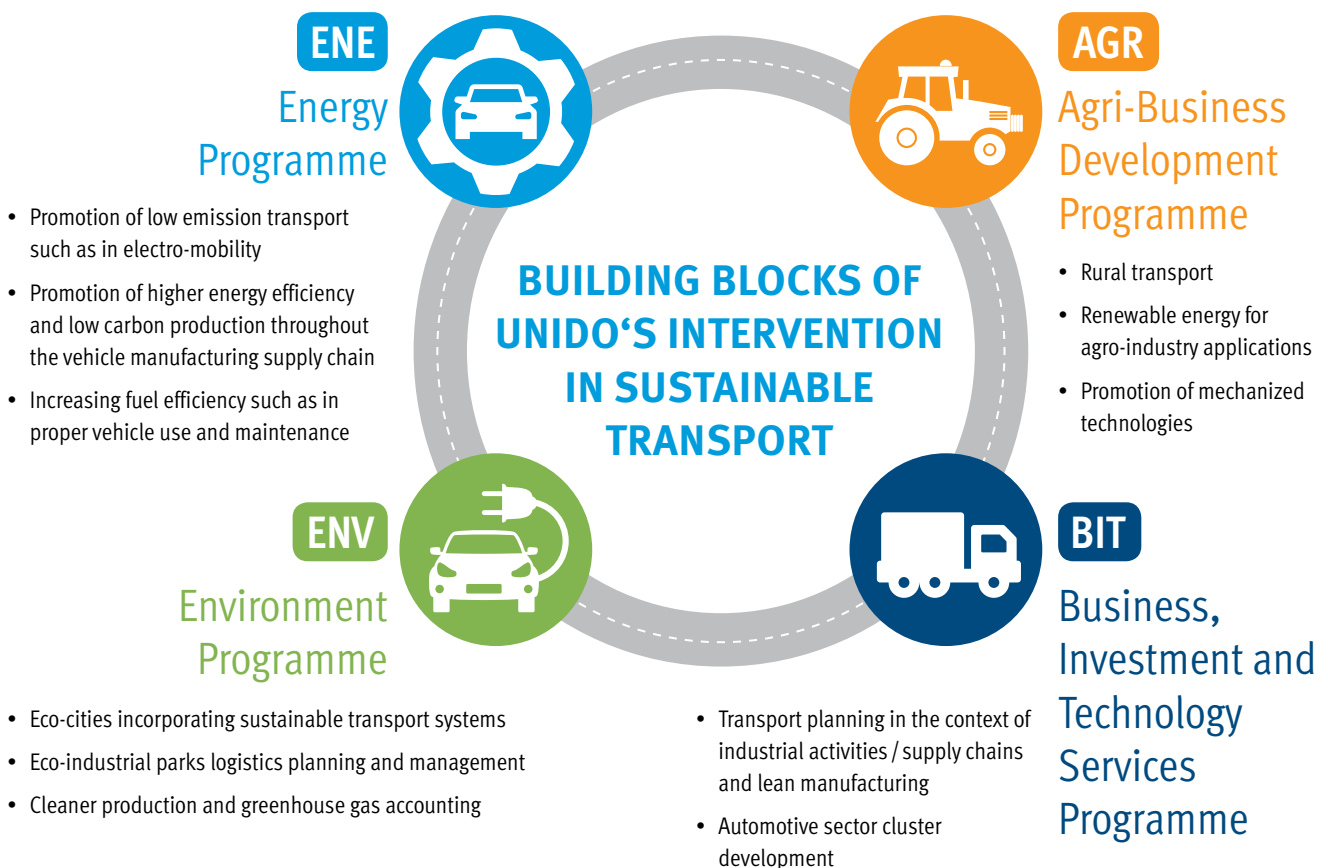 ENE
Energy
Programme
• Promotion of low emission transport
such as in electro-mobility
• Promotion of higher energy efficiency
and low carbon production throughout
the vehicle manufacturing supply chain
• Increasing fuel efficiency such as in
proper vehicle use and maintenance
AGR
Agri-Business
Development
Programme
• Rural transport
• Renewable energy for
agro-industry applications
• Promotion of mechanized
technologies
BUILDING BLOCKS OF
UNIDO‘S INTERVENTION
IN SUSTAINABLE
TRANSPORT
ENV
Environment
Programme
• Eco-cities incorporating sustainable transport systems
• Eco-industrial parks logistics planning and management
• Cleaner production and greenhouse gas accounting
BIT
Business,
Investment and
Technology
Services
Programme
• Transport planning in the context of
industrial activities / supply chains
and lean manufacturing
• Automotive sector cluster
development